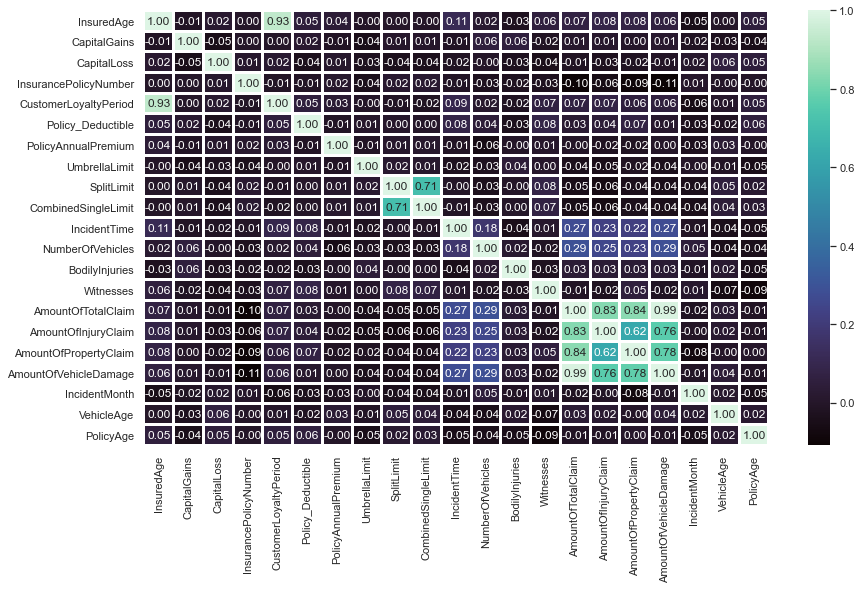 InsuredAge 1.00 -0.01 0.02 0.00 0.93 0.05 0.04 -0.00 0.00 -0.00 0.11 0.02 -0.03 0.06 0.07 0.08 0.08 0.06 -0.05 0.00 0.05
CapitalGains -0.01 1.00 -0.05 0.00 0.00 0.02 -0.01 -0.04 0.01 0.01 -0.01 0.06 0.06 -0.02 0.01 0.01 0.00 0.01 -0.02 -0.03 -0.04
CapitalLoss 0.02 -0.05 1.00 0.01 0.02 -0.04 0.01 -0.03 -0.04 -0.04 -0.02 -0.00 0.03 -0.04 -0.01 -0.03 -0.02 -0.01 0.02 0.06 0.05
InsurancePolicyNumber 0.00 0.00 0.01 1.00 -0.01 -0.01 0.02 -0.04 0.02 0.02 -0.01 -0.03 -0.02 -0.03 -0.10 -0.06 -0.09 -0.11 0.01 -0.00 -0.00
CustomerLoyaltyPeriod 0.93 0.00 0.02 -0.01 1.00 0.05 0.03 -0.00 -0.01 -0.02 0.09 0.02 -0.02 0.07 0.07 0.07 0.06 0.06 -0.06 0.01 0.05
Policy_Deductible 0.05 0.02 -0.04 -0.01 0.05 1.00 -0.01 0.01 0.00 0.00 0.08 0.04 -0.03 0.08 0.03 0.04 0.07 0.01 -0.03 -0.02 0.06
PolicyAnnualPremium 0.04 -0.01 0.01 0.02 0.03 -0.01 1.00 -0.01 0.01 0.01 -0.00 -0.06 -0.00 0.01 -0.00 -0.02 -0.02 0.00 -0.03 0.03 -0.00
UmbrellaLimit -0.00 -0.04 -0.03 -0.04 -0.00 0.01 -0.01 1.00 0.02 0.01 -0.02 -0.03 0.04 0.00 -0.04 -0.05 -0.02 -0.04 0.00 -0.01 -0.05
SplitLimit 0.00 0.01 -0.04 0.02 -0.01 0.00 0.01 0.02 1.00 0.71 -0.00 -0.03 -0.00 0.08 -0.05 -0.06 -0.04 -0.04 -0.04 0.05 0.02
CombinedSingleLimit -0.00 0.01 -0.04 0.02 -0.02 0.00 0.01 0.01 0.71 1.00 -0.01 -0.03 0.00 0.07 -0.05 -0.06 -0.04 -0.04 -0.04 0.04 0.03
IncidentTime 0.11 -0.01 -0.02 -0.01 0.09 0.08 -0.00 -0.02 -0.00 -0.01 1.00 0.18 -0.04 0.01 0.27 0.23 0.22 0.27 -0.01 -0.04 -0.05
NumberOfVehicles 0.02 0.06 -0.00 -0.03 0.02 0.04 -0.06 -0.03 -0.03 -0.03 0.18 1.00 0.02 -0.02 0.29 0.25 0.23 0.29 0.05 -0.04 -0.04
BodilyInjuries -0.03 0.06 0.03 -0.02 -0.02 -0.03 -0.00 0.04 -0.00 0.00 -0.04 0.02 1.00 -0.03 0.03 0.03 0.03 0.03 -0.01 0.02 -0.05
Witnesses 0.06 -0.02 -0.04 -0.03 0.07 0.08 0.01 0.00 0.08 0.07 0.01 -0.02 -0.03 1.00 -0.01 -0.02 0.05 -0.02 0.01 -0.07 -0.09
AmountOfTotalClaim 0.07 0.01 -0.01 -0.10 0.07 0.03 -0.00 -0.04 -0.05 -0.05 0.27 0.29 0.03 -0.01 1.00 0.83 0.84 0.99 -0.02 0.03 -0.01
AmountOfInjuryClaim 0.08 0.01 -0.03 -0.06 0.07 0.04 -0.02 -0.05 -0.06 -0.06 0.23 0.25 0.03 -0.02 0.83 1.00 0.62 0.76 -0.00 0.02 -0.01
AmountOfPropertyClaim 0.08 0.00 -0.02 -0.09 0.06 0.07 -0.02 -0.02 -0.04 -0.04 0.22 0.23 0.03 0.05 0.84 0.62 1.00 0.78 -0.08 -0.00 0.00
AmountOfVehicleDamage 0.06 0.01 -0.01 -0.11 0.06 0.01 0.00 -0.04 -0.04 -0.04 0.27 0.29 0.03 -0.02 0.99 0.76 0.78 1.00 -0.01 0.04 -0.01
IncidentMonth -0.05 -0.02 0.02 0.01 -0.06 -0.03 -0.03 0.00 -0.04 -0.04 -0.01 0.05 -0.01 0.01 -0.02 -0.00 -0.08 -0.01 1.00 0.02 -0.05
VehicleAge 0.00 -0.03 0.06 -0.00 0.01 -0.02 0.03 -0.01 0.05 0.04 -0.04 -0.04 0.02 -0.07 0.03 0.02 -0.00 0.04 0.02 1.00 0.02
PolicyAge 0.05 -0.04 0.05 -0.00 0.05 0.06 -0.00 -0.05 0.02 0.03 -0.05 -0.04 -0.05 -0.09 -0.01 -0.01 0.00 -0.01 -0.05 0.02 1.00
InsuredAge
CapitalGains
CapitalLoss
InsurancePolicyNumber
CustomerLoyaltyPeriod
Policy_Deductible
PolicyAnnualPremium
UmbrellaLimit
SplitLimit
CombinedSingleLimit
IncidentTime
NumberOfVehicles
BodilyInjuries
Witnesses
AmountOfTotalClaim
AmountOfInjuryClaim
AmountOfPropertyClaim
AmountOfVehicleDamage
IncidentMonth
VehicleAge
PolicyAge
1.0
0.8
0.6
0.4
0.2
0.0